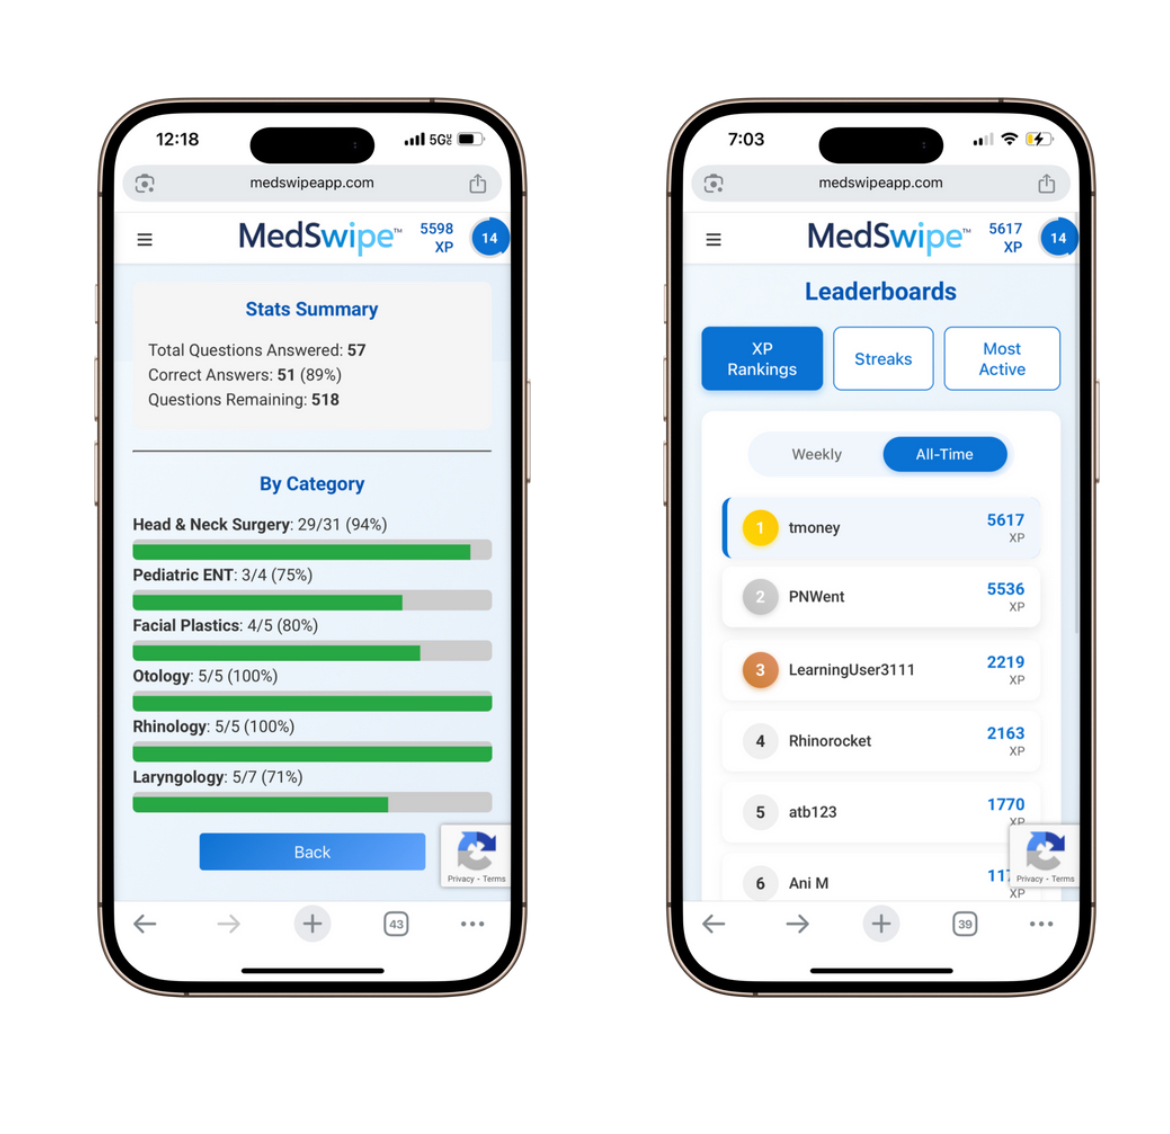 12:18
5G
medswipeapp.com
MedSwipe™
5598
XP
14
Stats Summary
Total Questions Answered: 57
Correct Answers: 51 (89%)
Questions Remaining: 518
By Category
Head & Neck Surgery: 29/31 (94%)
Pediatric ENT: 3/4 (75%)
Facial Plastics: 4/5 (80%)
Otology: 5/5 (100%)
Rhinology: 5/5 (100%)
Laryngology: 5/7 (71%)
Back
Privacy - Terms
43
7:03
medswipeapp.com
MedSwipe™
5617
XP
14
Leaderboards
XP
Rankings
Streaks
Most
Active
Weekly
All-Time
1 tmoney 5617
XP
2 PNWent 5536
XP
3 LearningUser3111 2219
XP
4 Rhinorocket 2163
XP
5 atb123 1770
XP
6 Ani M
XP
Privacy - Terms
39